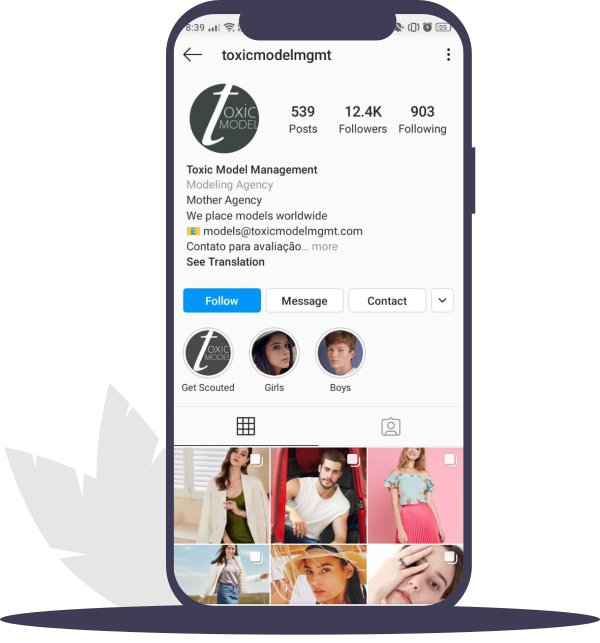 8:39
toxicmodelmgmt
toxic
MODEL
539 12.4K 903
Posts Followers Following
Toxic Model Management
Modeling Agency
Mother Agency
We place models worldwide
📧 models@toxicmodelmgmt.com
Contato para avaliação... more
See Translation
Follow Message Contact
toxic
MODEL
Get Scouted Girls Boys